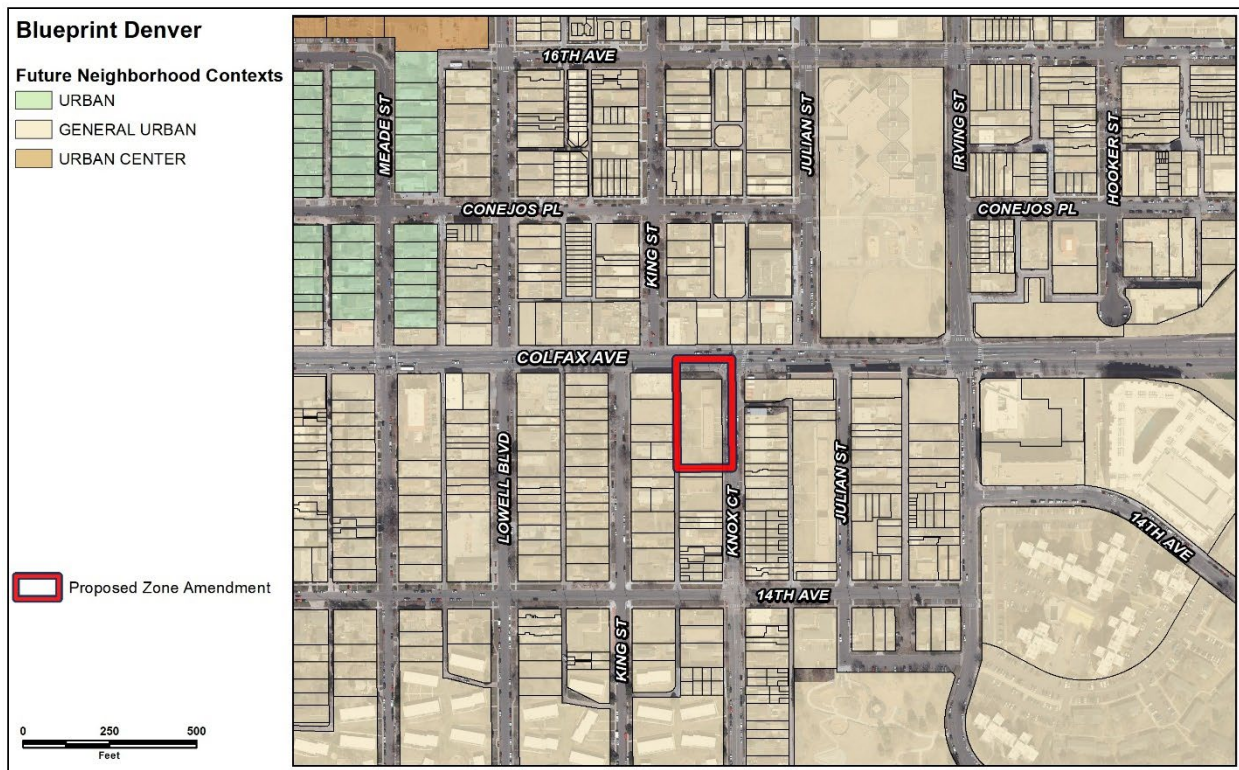 Blueprint Denver
Future Neighborhood Contexts
URBAN
GENERAL URBAN
URBAN CENTER
Proposed Zone Amendment
0 250 500
Feet
16TH AVE
MEADE ST
JULIAN ST
IRVING ST
HOOKER ST
CONEJOS PL
CONEJOS PL
KING ST
COLFAX AVE
LOWELL BLVD
KNOX CT
JULIAN ST
14TH AVE
14TH AVE
KING ST